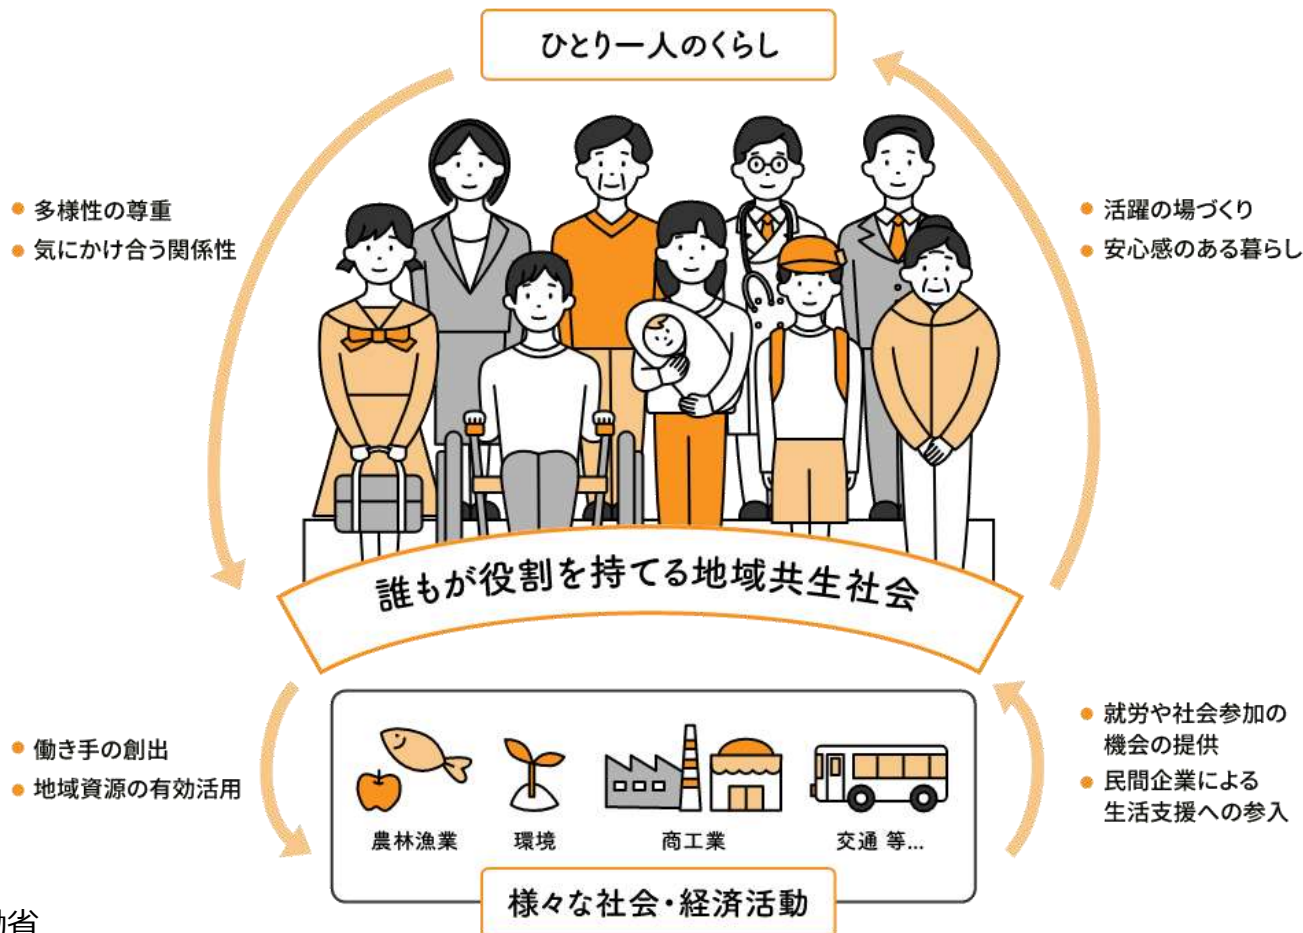 ひとり一人のくらし
多様性の尊重
気にかけ合う関係性
活躍の場づくり
安心感のある暮らし
誰もが役割を持てる地域共生社会
働き手の創出
地域資源の有効活用
就労や社会参加の
機会の提供
民間企業による
生活支援への参入
農林漁業
環境
商工業
交通 等...
様々な社会・経済活動
省